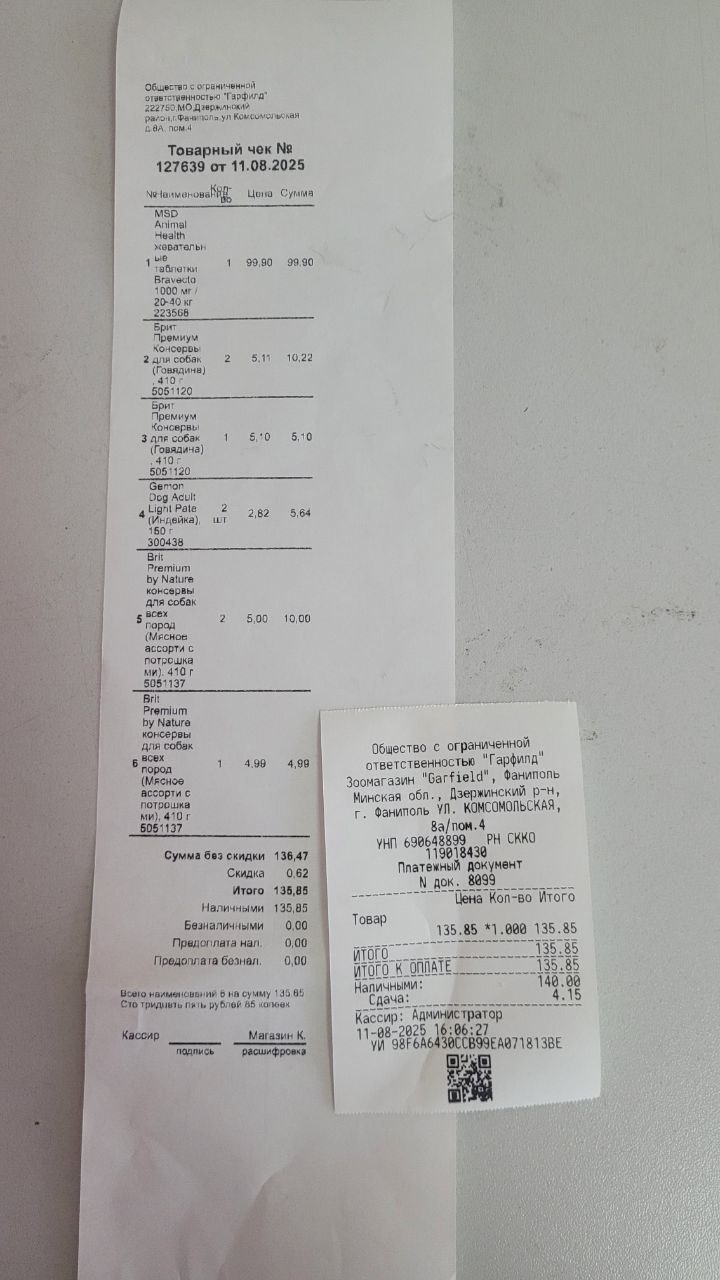 Общество с ограниченной
ответственностью "Гарфилд"
222750,МО,Дзержинский
район,г.Фаниполь,ул Комсомольская
д.8А, пом.4
Товарный чек №
127639 от 11.08.2025
№ Наименование Кол-во Цена Сумма
MSD
Animal
Health
жевательн
1 ые 1 99,90 99,90
таблетки
Bravecto
1000 мг /
20-40 кг
223568
Брит
Премиум
Консервы
2 для собак 2 5,11 10,22
(Говядина)
, 410 г
5051120
Брит
Премиум
Консервы
3 для собак 1 5,10 5,10
(Говядина)
, 410 г
5051120
Gemon
Dog Adult
4 Light Pate 2 шт 2,82 5,64
(Индейка),
150 г
300438
Brit
Premium
by Nature
консервы
для собак
5 всех 2 5,00 10,00
пород
(Мясное
ассорти с
потрошка
ми), 410 г
5051137
Brit
Premium
by Nature
консервы
для собак
6 всех 1 4,99 4,99
пород
(Мясное
ассорти с
потрошка
ми), 410 г
5051137
Сумма без скидки 136,47
Скидка 0,62
Итого 135,85
Наличными 135,85
Безналичными 0,00
Предоплата нал. 0,00
Предоплата безнал. 0,00
Всего наименований 6 на сумму 135,85
Сто тридцать пять рублей 85 копеек
Кассир Магазин К.
подпись расшифровка
Общество с ограниченной
ответственностью "Гарфилд"
Зоомагазин "Garfield", Фаниполь
Минская обл., Дзержинский р-н,
г. Фаниполь УЛ. КОМСОМОЛЬСКАЯ,
8а/пом.4
УНП 690648899 РН СККО
119018430
Платежный документ
N док. 8099
Цена Кол-во Итого
Товар
135.85 *1.000 135.85
ИТОГО 135.85
ИТОГО К ОПЛАТЕ 135.85
Наличными: 140.00
Сдача: 4.15
Кассир: Администратор
11-08-2025 16:06:27
УИ 98F6A6430CCB99EA071813BE